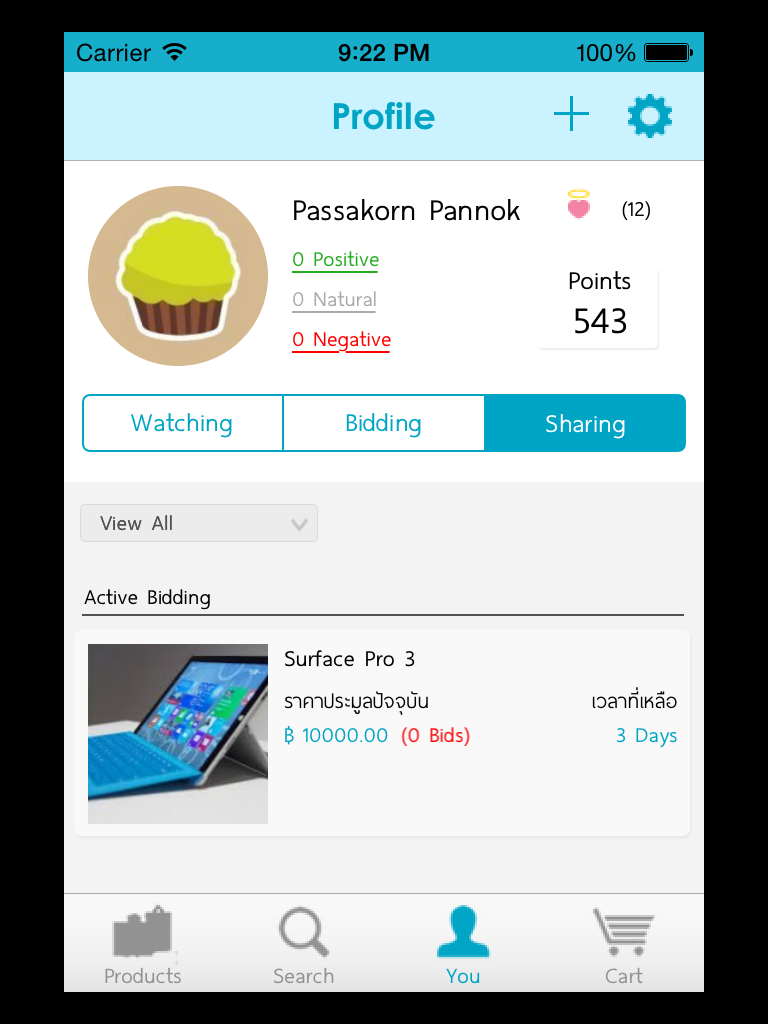 Carrier 9:22 PM 100%
Profile
Passakorn Pannok (12)
0 Positive
0 Natural
0 Negative
Points
543
Watching Bidding Sharing
View All
Active Bidding
Surface Pro 3
ราคาประมูลปัจจุบัน เวลาที่เหลือ
฿ 10000.00 (0 Bids) 3 Days
Products Search You Cart